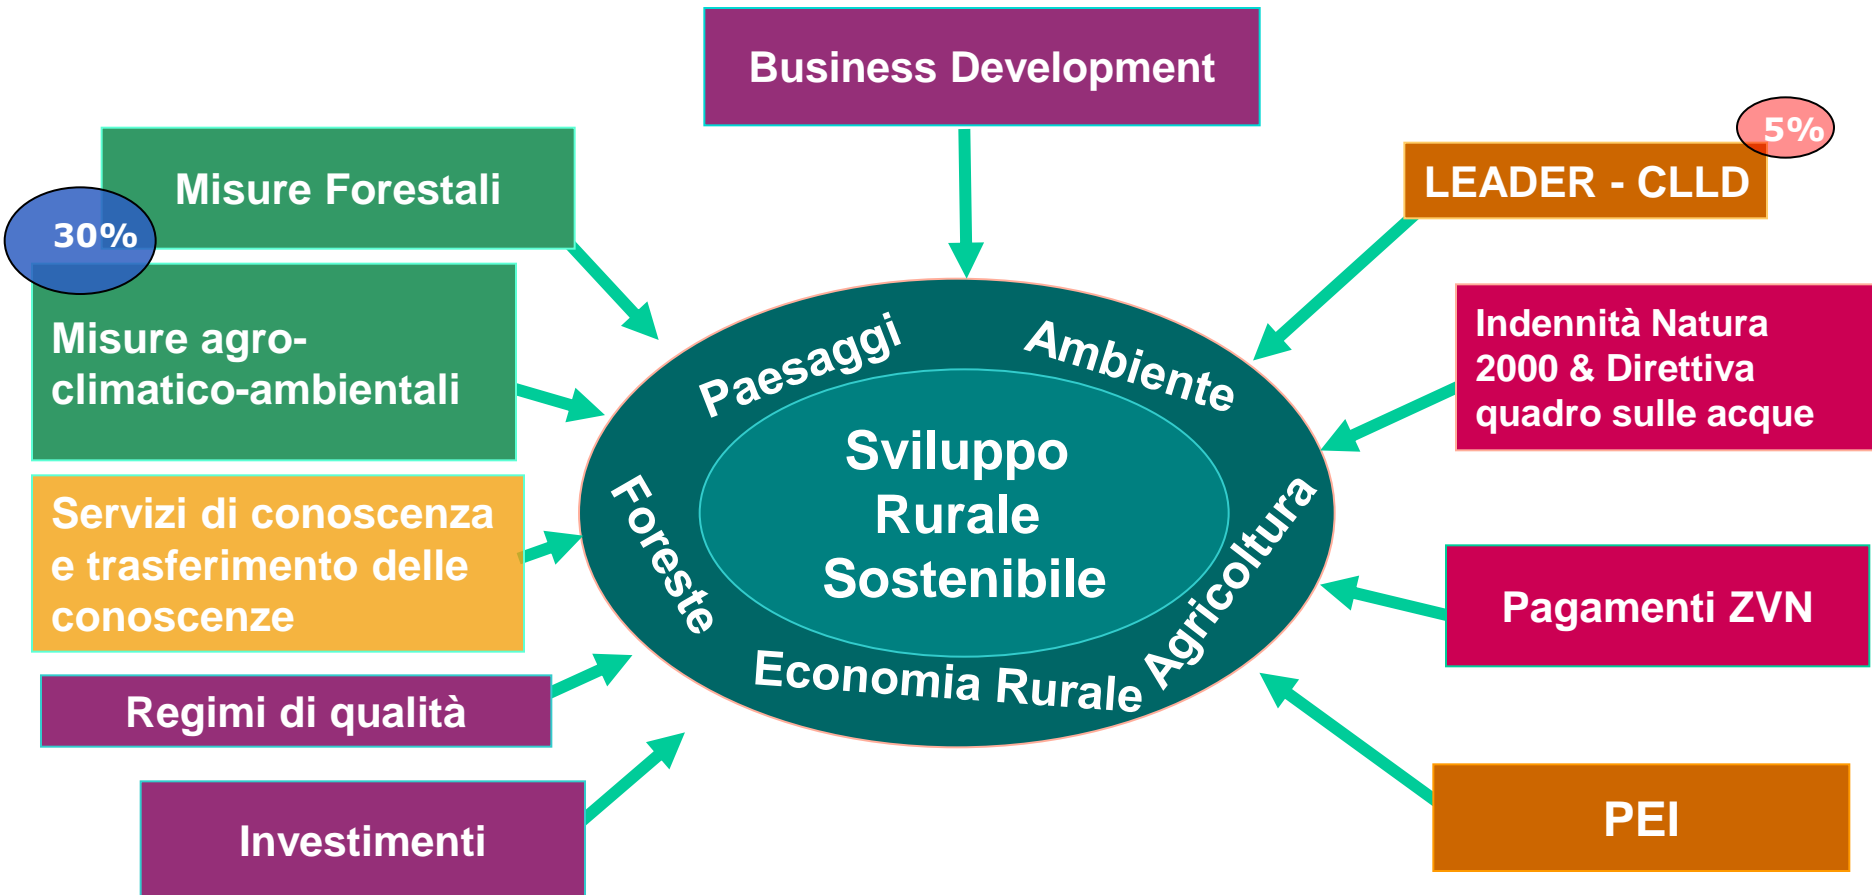 Business Development
5%
LEADER - CLLD
Misure Forestali
30%
Misure agro-
climatico-ambientali
Indennità Natura
2000 & Direttiva
quadro sulle acque
Paesaggi
Ambiente
Sviluppo
Rurale
Sostenibile
Foreste
Agricoltura
Economia Rurale
Servizi di conoscenza
e trasferimento delle
conoscenze
Pagamenti ZVN
Regimi di qualità
Investimenti
PEI